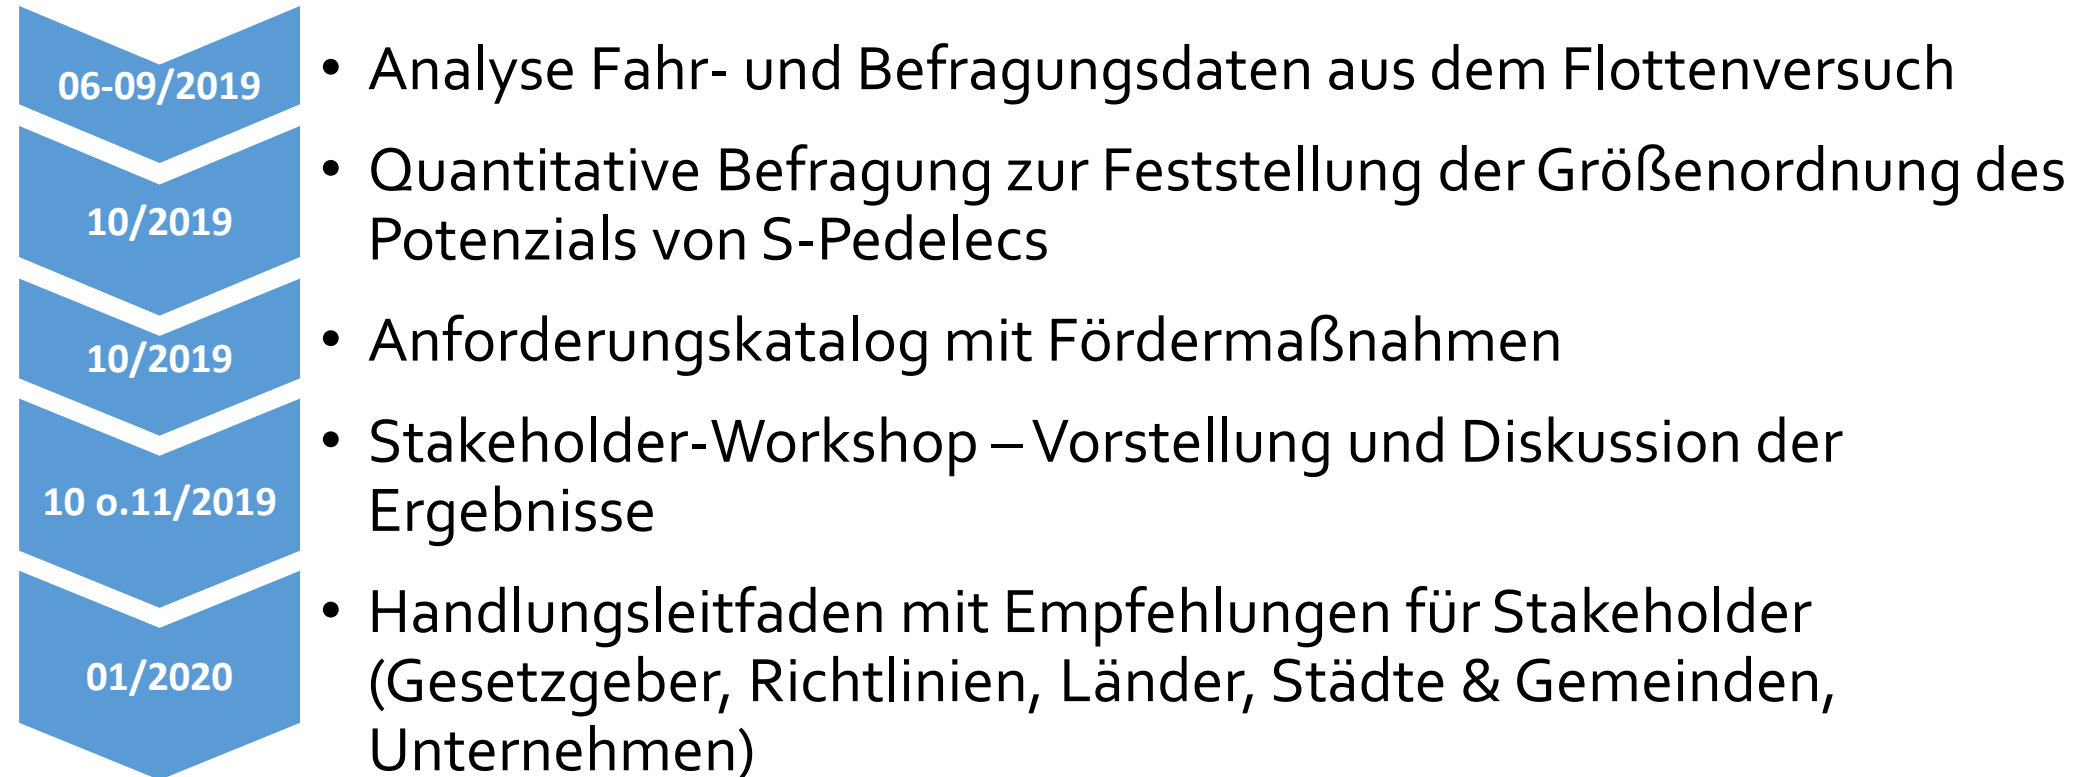 06-09/2019
• Analyse Fahr- und Befragungsdaten aus dem Flottenversuch
10/2019
• Quantitative Befragung zur Feststellung der Größenordnung des
Potenzials von S-Pedelecs
10/2019
• Anforderungskatalog mit Fördermaßnahmen
10 o.11/2019
• Stakeholder-Workshop – Vorstellung und Diskussion der
Ergebnisse
01/2020
• Handlungsleitfaden mit Empfehlungen für Stakeholder
(Gesetzgeber, Richtlinien, Länder, Städte & Gemeinden,
Unternehmen)